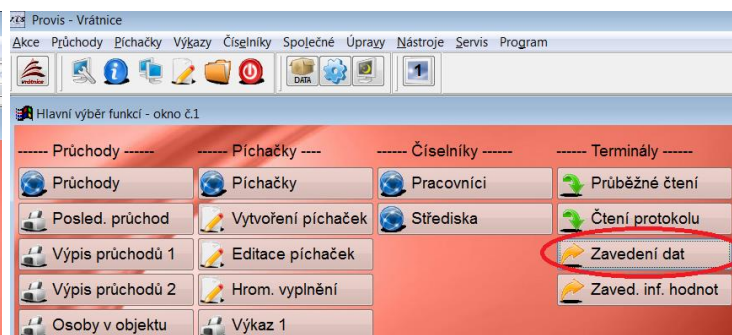 Provis - Vrátnice
Akce Průchody Píchačky Výkazy Číselníky Společné Úpravy Nástroje Servis Program
vrátnice DATA 1
Hlavní výběr funkcí - okno č.1
------ Průchody ------ ------ Píchačky ---- ------ Číselníky ------ ------ Terminály ------
Průchody Píchačky Pracovníci Průběžné čtení
Posled. průchod Vytvoření píchaček Střediska Čtení protokolu
Výpis průchodů 1 Editace píchaček Zavedení dat
Výpis průchodů 2 Hrom. vyplnění Zaved. inf. hodnot
Osoby v objektu Výkaz 1